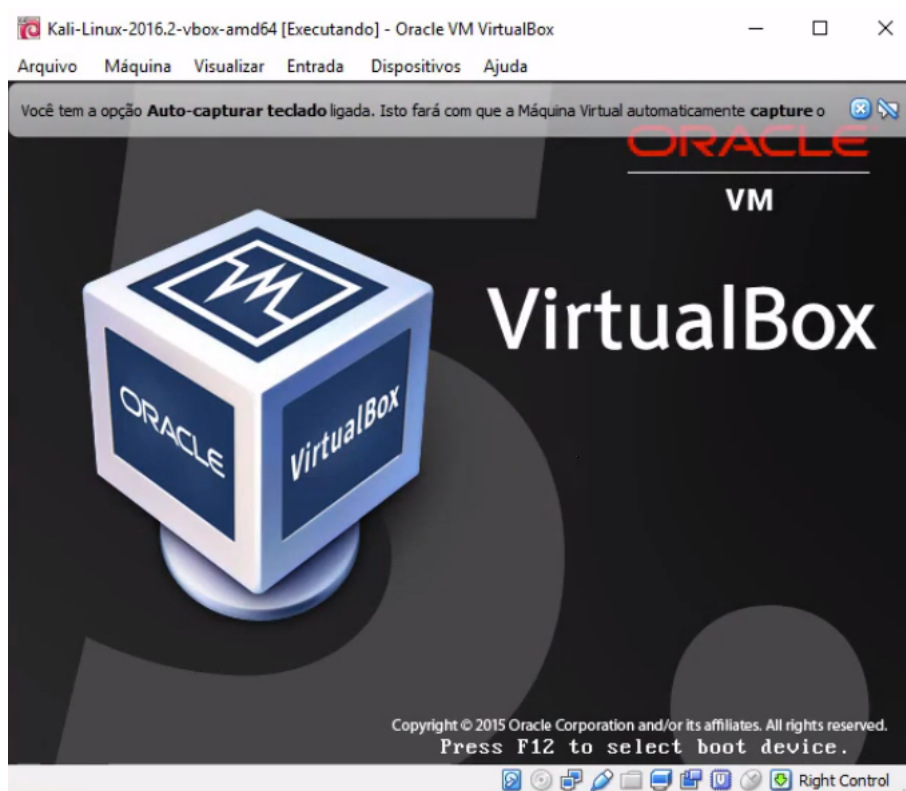 Kali-Linux-2016.2-vbox-amd64 [Executando] - Oracle VM VirtualBox
Arquivo Máquina Visualizar Entrada Dispositivos Ajuda
Você tem a opção Auto-capturar teclado ligada. Isto fará com que a Máquina Virtual automaticamente capture o
ORACLE
VM
VirtualBox
ORACLE
VirtualBox
5.
Copyright © 2015 Oracle Corporation and/or its affiliates. All rights reserved.
Press F12 to select boot device.
Right Control